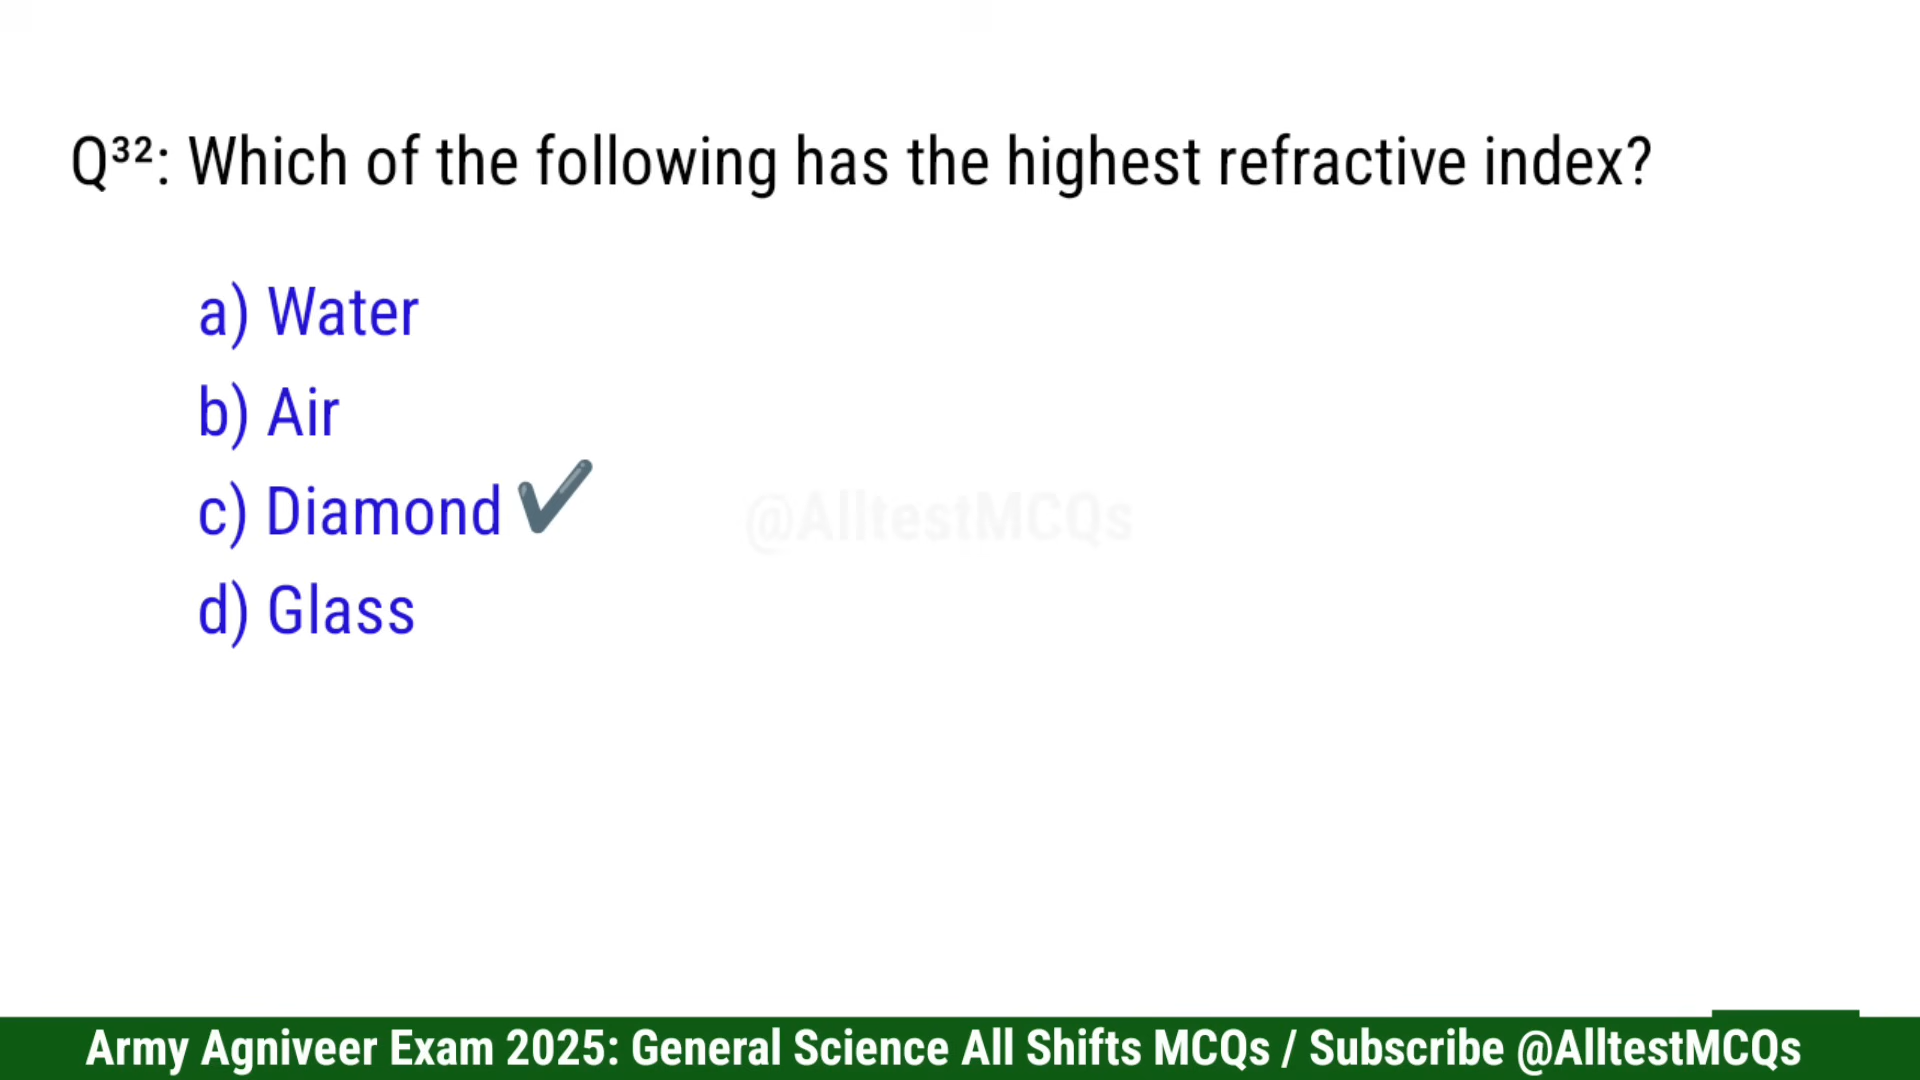 Q³²: Which of the following has the highest refractive index?
a) Water
b) Air
c) Diamond ✔
@AlltestMCQs
d) Glass
Army Agniveer Exam 2025: General Science All Shifts MCQs / Subscribe @AlltestMCQs